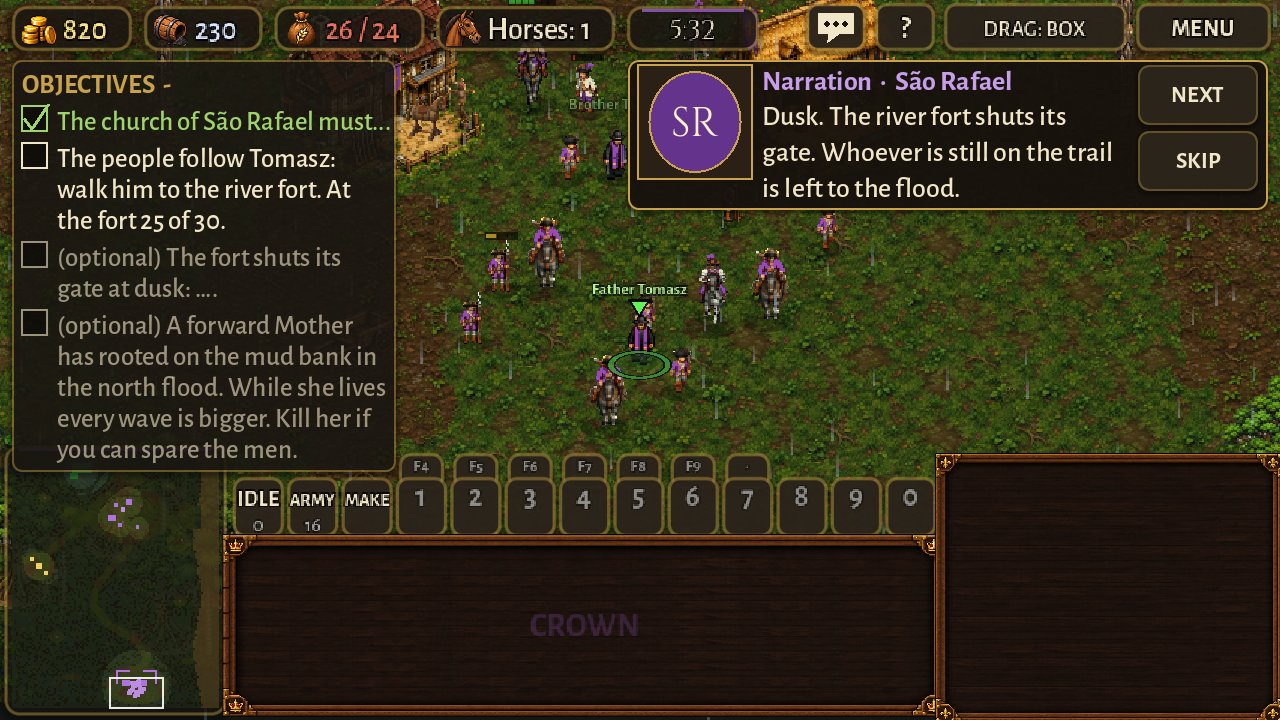 820
230
26 / 24
Horses: 1
5:32
?
DRAG: BOX
MENU
OBJECTIVES -
The church of São Rafael must...
The people follow Tomasz:
walk him to the river fort. At
the fort 25 of 30.
(optional) The fort shuts its
gate at dusk: ....
(optional) A forward Mother
has rooted on the mud bank in
the north flood. While she lives
every wave is bigger. Kill her if
you can spare the men.
SR
Narration · São Rafael
Dusk. The river fort shuts its
gate. Whoever is still on the trail
is left to the flood.
NEXT
SKIP
Brother T
Father Tomasz
F4 F5 F6 F7 F8 F9
IDLE ARMY MAKE 1 2 3 4 5 6 7 8 9 0
0 16
CROWN